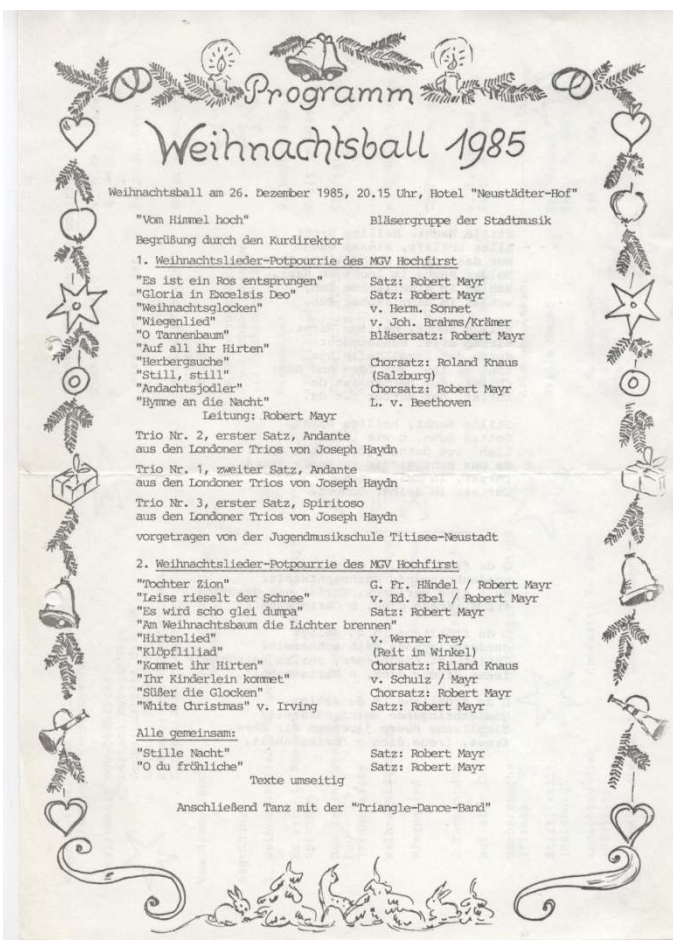 Programm
Weihnachtsball 1985
Weihnachtsball am 26. Dezember 1985, 20.15 Uhr, Hotel "Neustädter-Hof"
"Vom Himmel hoch" Bläsergruppe der Stadtmusik
Begrüßung durch den Kurdirektor
1. Weihnachtslieder-Potpourrie des MGV Hochfirst
"Es ist ein Ros entsprungen" Satz: Robert Mayr
"Gloria in Excelsis Deo" Satz: Robert Mayr
"Weihnachtsglocken" v. Herm. Sonnet
"Wiegenlied" v. Joh. Brahms/Krämer
"O Tannenbaum" Bläsersatz: Robert Mayr
"Auf all ihr Hirten"
"Herbergsuche" Chorsatz: Roland Knaus
"Still, still" (Salzburg)
"Andachtsjodler" Chorsatz: Robert Mayr
"Hymne an die Nacht" L. v. Beethoven
Leitung: Robert Mayr
Trio Nr. 2, erster Satz, Andante
aus den Londoner Trios von Joseph Haydn
Trio Nr. 1, zweiter Satz, Andante
aus den Londoner Trios von Joseph Haydn
Trio Nr. 3, erster Satz, Spiritoso
aus den Londoner Trios von Joseph Haydn
vorgetragen von der Jugendmusikschule Titisee-Neustadt
2. Weihnachtslieder-Potpourrie des MGV Hochfirst
"Tochter Zion" G. Fr. Händel / Robert Mayr
"Leise rieselt der Schnee" v. Ed. Ebel / Robert Mayr
"Es wird scho glei dumpa" Satz: Robert Mayr
"Am Weihnachtsbaum die Lichter brennen"
"Hirtenlied" v. Werner Frey
"Klöpfliliad" (Reit im Winkel)
"Kommet ihr Hirten" Chorsatz: Riland Knaus
"Ihr Kinderlein kommet" v. Schulz / Mayr
"Süßer die Glocken" Chorsatz: Robert Mayr
"White Christmas" v. Irving Satz: Robert Mayr
Alle gemeinsam:
"Stille Nacht" Satz: Robert Mayr
"O du fröhliche" Satz: Robert Mayr
Texte umseitig
Anschließend Tanz mit der "Triangle-Dance-Band"